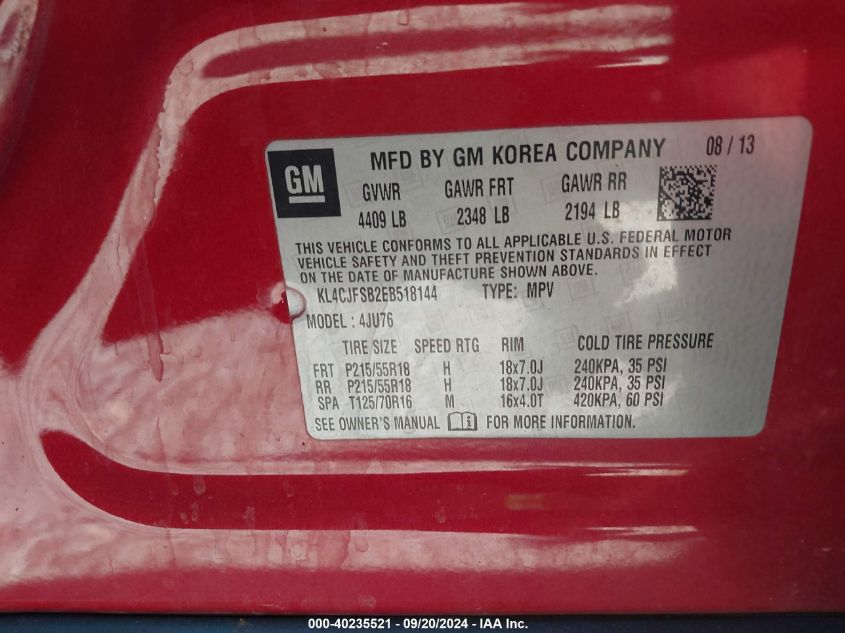 GM
MFD BY GM KOREA COMPANY 08 / 13
GVWR GAWR FRT GAWR RR
4409 LB 2348 LB 2194 LB
THIS VEHICLE CONFORMS TO ALL APPLICABLE U.S. FEDERAL MOTOR
VEHICLE SAFETY AND THEFT PREVENTION STANDARDS IN EFFECT
ON THE DATE OF MANUFACTURE SHOWN ABOVE.
KL4CJFSB2EB518144 TYPE: MPV
MODEL : 4JU76
TIRE SIZE SPEED RTG RIM COLD TIRE PRESSURE
FRT P215/55R18 H 18x7.0J 240KPA, 35 PSI
RR P215/55R18 H 18x7.0J 240KPA, 35 PSI
SPA T125/70R16 M 16x4.0T 420KPA, 60 PSI
SEE OWNER'S MANUAL FOR MORE INFORMATION.
000-40235521 - 09/20/2024 - IAA Inc.